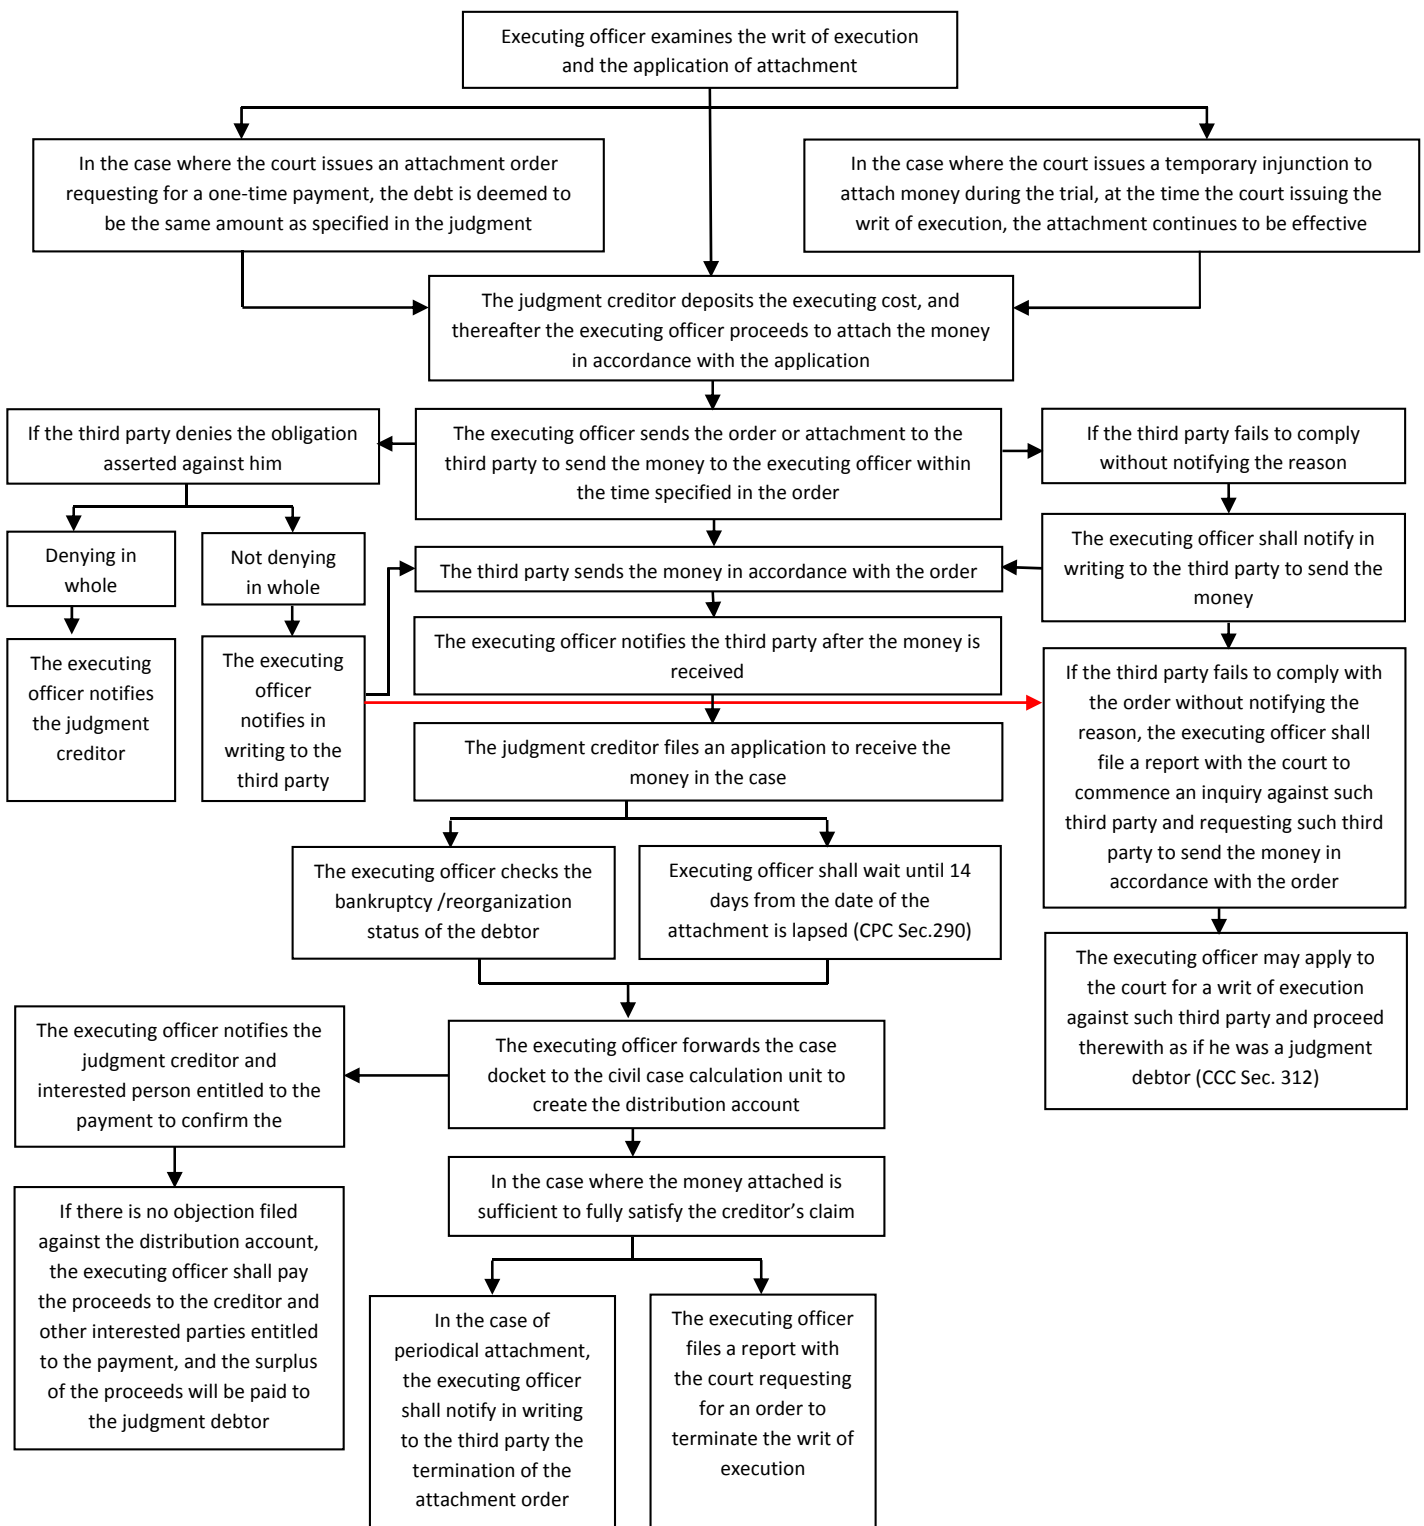 Executing officer examines the writ of execution
and the application of attachment
In the case where the court issues an attachment order
requesting for a one-time payment, the debt is deemed to
be the same amount as specified in the judgment
In the case where the court issues a temporary injunction to
attach money during the trial, at the time the court issuing the
writ of execution, the attachment continues to be effective
The judgment creditor deposits the executing cost, and
thereafter the executing officer proceeds to attach the money
in accordance with the application
If the third party denies the obligation
asserted against him
The executing officer sends the order or attachment to the
third party to send the money to the executing officer within
the time specified in the order
If the third party fails to comply
without notifying the reason
Denying in
whole
Not denying
in whole
The third party sends the money in accordance with the order
The executing officer shall notify in
writing to the third party to send the
money
The executing
officer notifies
the judgment
creditor
The executing
officer
notifies in
writing to the
third party
The executing officer notifies the third party after the money is
received
If the third party fails to comply with
the order without notifying the
reason, the executing officer shall
file a report with the court to
commence an inquiry against such
third party and requesting such third
party to send the money in
accordance with the order
The judgment creditor files an application to receive the
money in the case
The executing officer checks the
bankruptcy /reorganization
status of the debtor
Executing officer shall wait until 14
days from the date of the
attachment is lapsed (CPC Sec.290)
The executing officer may apply to
the court for a writ of execution
against such third party and proceed
therewith as if he was a judgment
debtor (CCC Sec. 312)
The executing officer notifies the
judgment creditor and
interested person entitled to the
payment to confirm the
The executing officer forwards the case
docket to the civil case calculation unit to
create the distribution account
In the case where the money attached is
sufficient to fully satisfy the creditor’s claim
If there is no objection filed
against the distribution account,
the executing officer shall pay
the proceeds to the creditor and
other interested parties entitled
to the payment, and the surplus
of the proceeds will be paid to
the judgment debtor
In the case of
periodical attachment,
the executing officer
shall notify in writing
to the third party the
termination of the
attachment order
The executing officer
files a report with
the court requesting
for an order to
terminate the writ of
execution